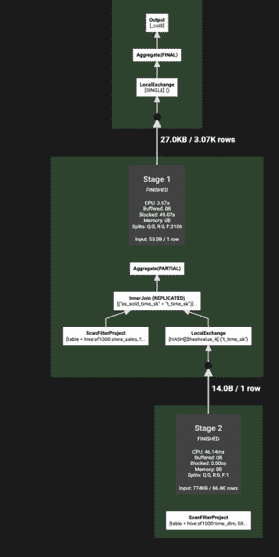 Output
[_col0]
Aggregate(FINAL)
LocalExchange
[SINGLE] ()
27.0KB / 3.07K rows
Stage 1
FINISHED
CPU: 3.57s
Buffered: 0B
Blocked: 49.07s
Memory: 0B
Splits: Q:0, R:0, F:3106
Input: 53.0B / 1 row
Aggregate(PARTIAL)
InnerJoin (REPLICATED)
[("ss_sold_time_sk" = "t_time_sk")]...
ScanFilterProject
[table = hive:sf1000:store_sales, f...
LocalExchange
[HASH][$hashvalue_4] ("t_time_sk")
14.0B / 1 row
Stage 2
FINISHED
CPU: 46.14ms
Buffered: 0B
Blocked: 0.00ns
Memory: 0B
Splits: Q:0, R:0, F:1
Input: 774KB / 86.4K rows
ScanFilterProject
[table = hive:sf1000:time_dim, filt...